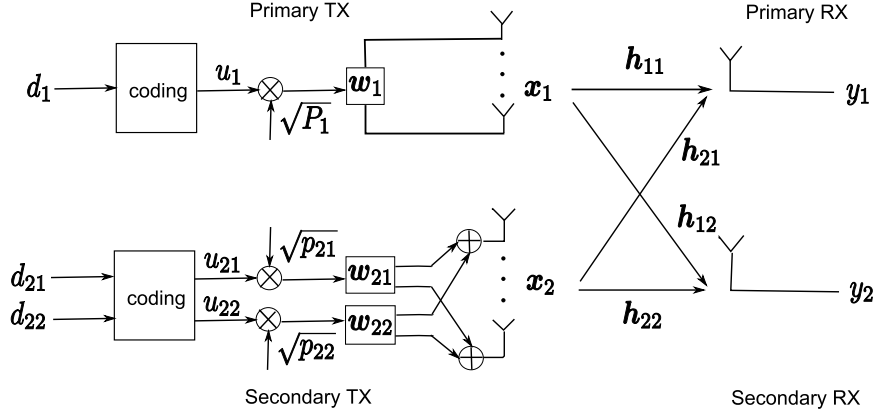 Primary TX
Primary RX
d₁ coding u₁ √P₁ w₁ x₁ h₁₁ y₁
h₂₁
h₁₂
d₂₁ u₂₁ √p₂₁ w₂₁
coding x₂ h₂₂ y₂
d₂₂ u₂₂ √p₂₂ w₂₂
Secondary TX
Secondary RX